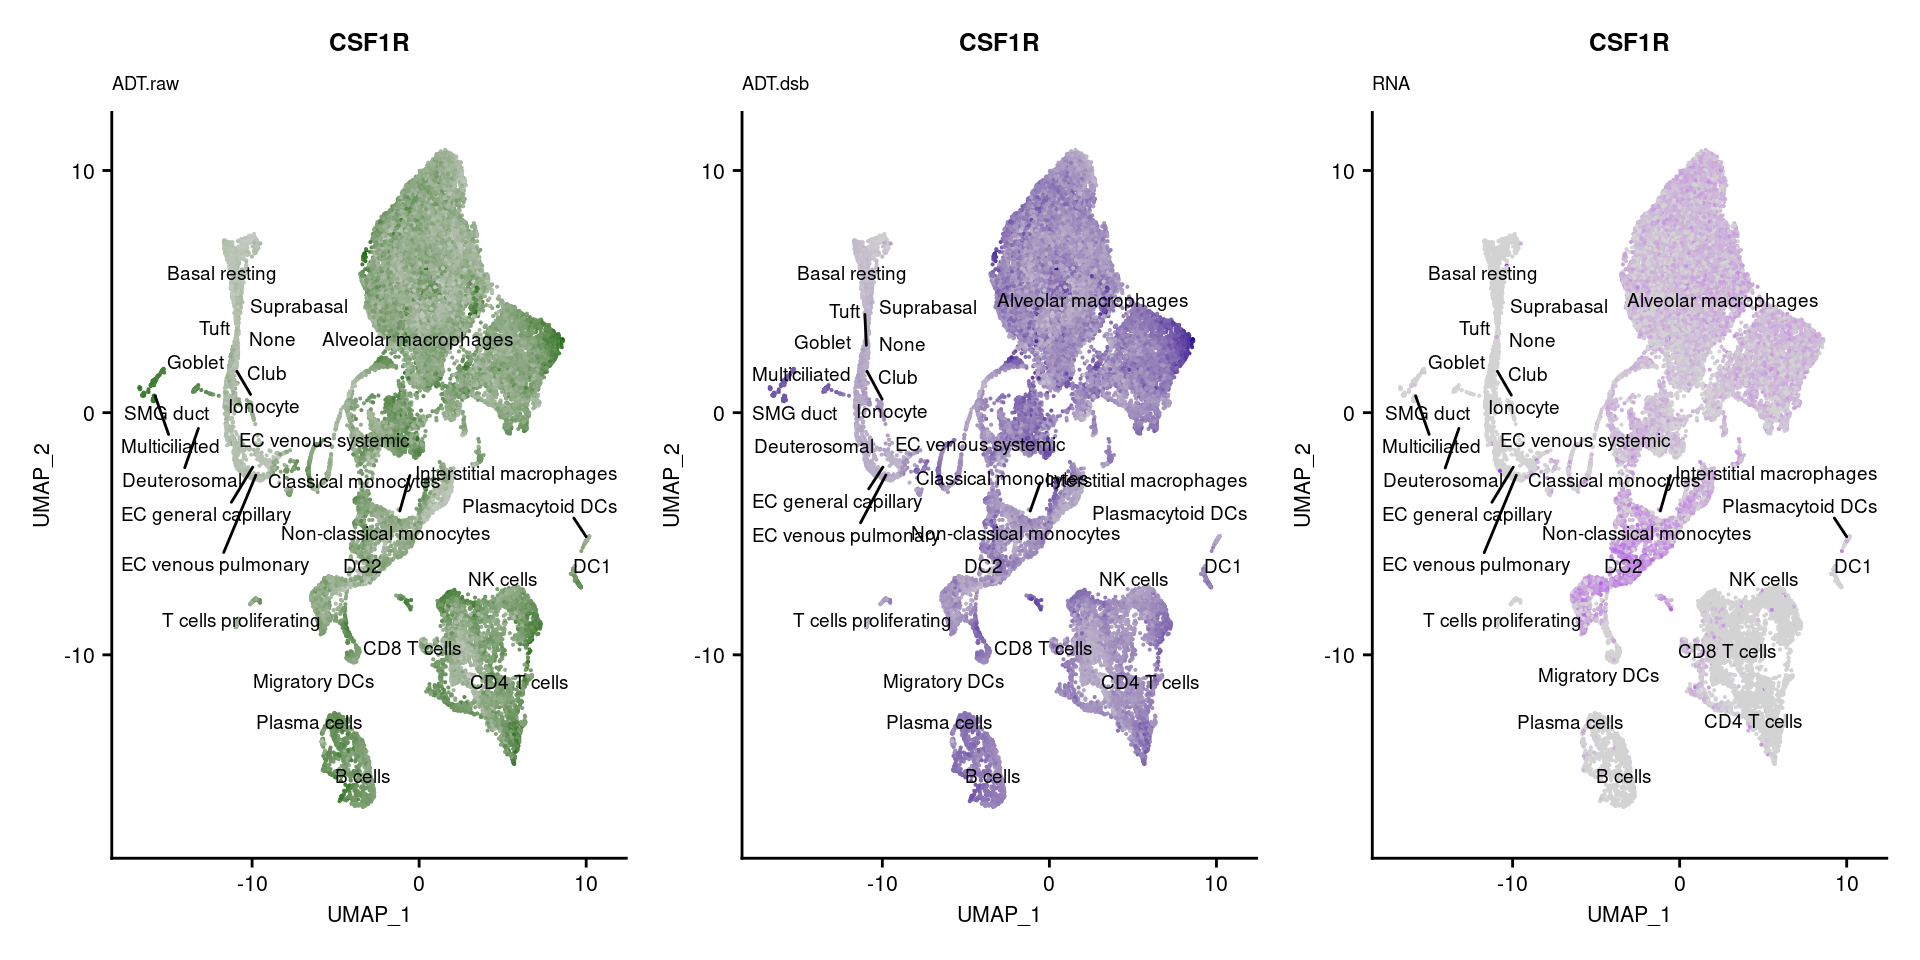 CSF1R
ADT.raw
10
0
-10
UMAP_2
Basal resting
Suprabasal
Tuft
None
Alveolar macrophages
Goblet
Club
SMG duct
Ionocyte
Multiciliated
EC venous systemic
Deuterosomal
Classical monocytes
Interstitial macrophages
EC general capillary
Plasmacytoid DCs
Non-classical monocytes
EC venous pulmonary
DC2
DC1
NK cells
T cells proliferating
CD8 T cells
Migratory DCs
CD4 T cells
Plasma cells
B cells
-10
0
10
UMAP_1
CSF1R
ADT.dsb
10
0
-10
UMAP_2
Basal resting
Alveolar macrophages
Tuft
Suprabasal
Goblet
None
Multiciliated
Club
SMG duct
Ionocyte
Deuterosomal
EC venous systemic
Classical monocytes
Interstitial macrophages
EC general capillary
Plasmacytoid DCs
EC venous pulmonary
Non-classical monocytes
DC2
DC1
NK cells
T cells proliferating
CD8 T cells
Migratory DCs
CD4 T cells
Plasma cells
B cells
-10
0
10
UMAP_1
CSF1R
RNA
10
0
-10
UMAP_2
Basal resting
Alveolar macrophages
Suprabasal
Tuft
None
Goblet
Club
SMG duct
Ionocyte
Multiciliated
EC venous systemic
Deuterosomal
Classical monocytes
Interstitial macrophages
EC general capillary
Plasmacytoid DCs
Non-classical monocytes
EC venous pulmonary
DC2
DC1
NK cells
T cells proliferating
CD8 T cells
Migratory DCs
CD4 T cells
Plasma cells
B cells
-10
0
10
UMAP_1